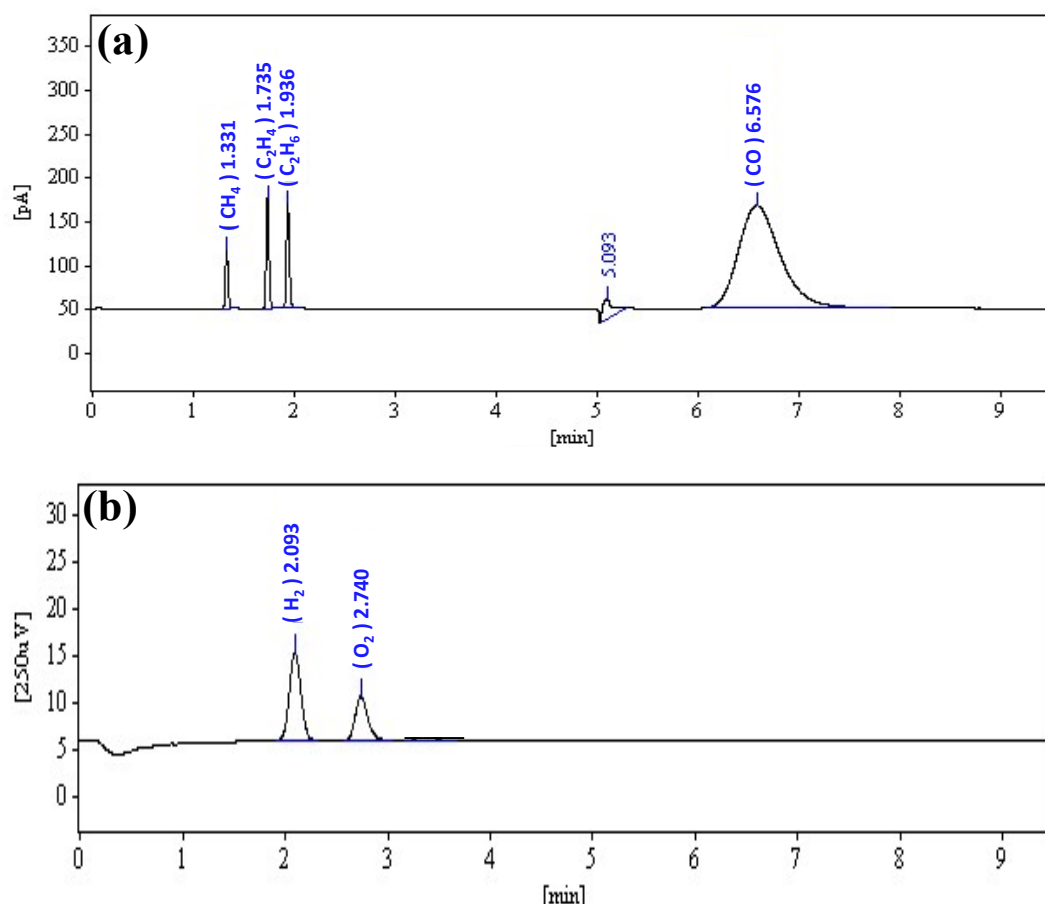 (a)
350
300
250
200
150
100
50
0
[pA]
( CH₄ ) 1.331
( C₂H₄ ) 1.735
( C₂H₆ ) 1.936
5.093
( CO ) 6.576
0 1 2 3 4 5 6 7 8 9
[min]
(b)
30
25
20
15
10
5
0
[250uV]
( H₂ ) 2.093
( O₂ ) 2.740
0 1 2 3 4 5 6 7 8 9
[min]